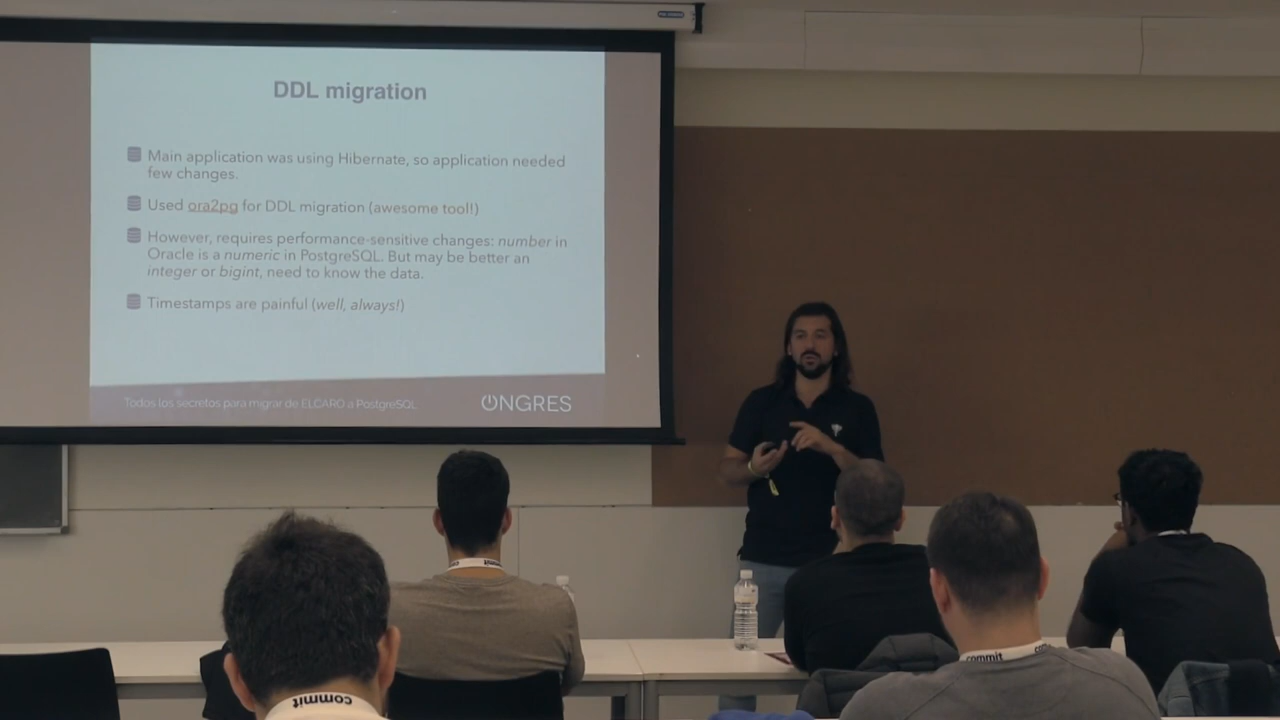 DDL migration
Main application was using Hibernate, so application needed
few changes.
Used ora2pg for DDL migration (awesome tool!)
However, requires performance-sensitive changes: number in
Oracle is a numeric in PostgreSQL. But may be better an
integer or bigint, need to know the data.
Timestamps are painful (well, always!)
Todos los secretos para migrar de ELCARO a PostgreSQL
ONGRES
commit
commit